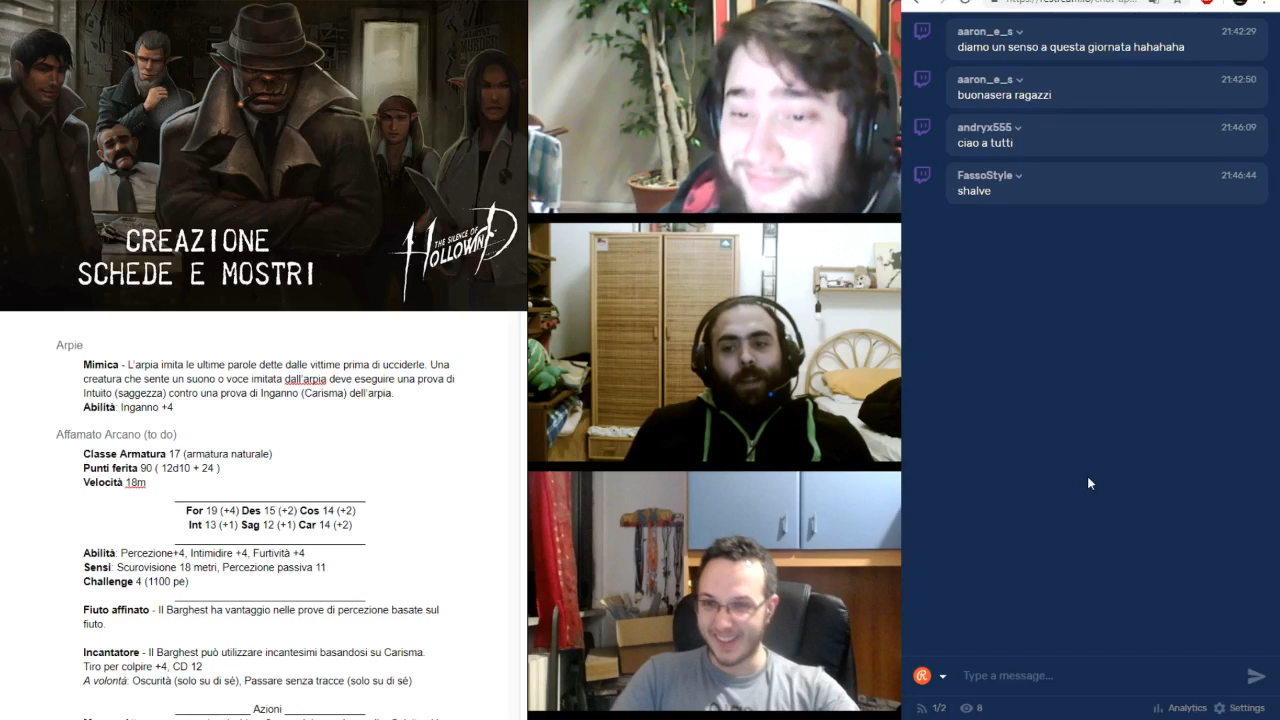 CREAZIONE
SCHEDE E MOSTRI
THE SILENCE OF
HOLLOWIND
Arpie
Mimica - L'arpia imita le ultime parole dette dalle vittime prima di ucciderle. Una
creatura che sente un suono o voce imitata dall'arpia deve eseguire una prova di
Intuito (saggezza) contro una prova di Inganno (Carisma) dell'arpia.
Abilità: Inganno +4
Affamato Arcano (to do)
Classe Armatura 17 (armatura naturale)
Punti ferita 90 ( 12d10 + 24 )
Velocità 18m
For 19 (+4) Des 15 (+2) Cos 14 (+2)
Int 13 (+1) Sag 12 (+1) Car 14 (+2)
Abilità: Percezione+4, Intimidire +4, Furtività +4
Sensi: Scurovisione 18 metri, Percezione passiva 11
Challenge 4 (1100 pe)
Fiuto affinato - Il Barghest ha vantaggio nelle prove di percezione basate sul
fiuto.
Incantatore - Il Barghest può utilizzare incantesimi basandosi su Carisma.
Tiro per colpire +4, CD 12
A volontà: Oscurità (solo su di sé), Passare senza tracce (solo su di sé)
Azioni
aaron_e_s 21:42:29
diamo un senso a questa giornata hahahaha
aaron_e_s 21:42:50
buonasera ragazzi
andryx555 21:46:09
ciao a tutti
FassoStyle 21:46:44
shalve
Type a message...
1/2 8 Analytics Settings